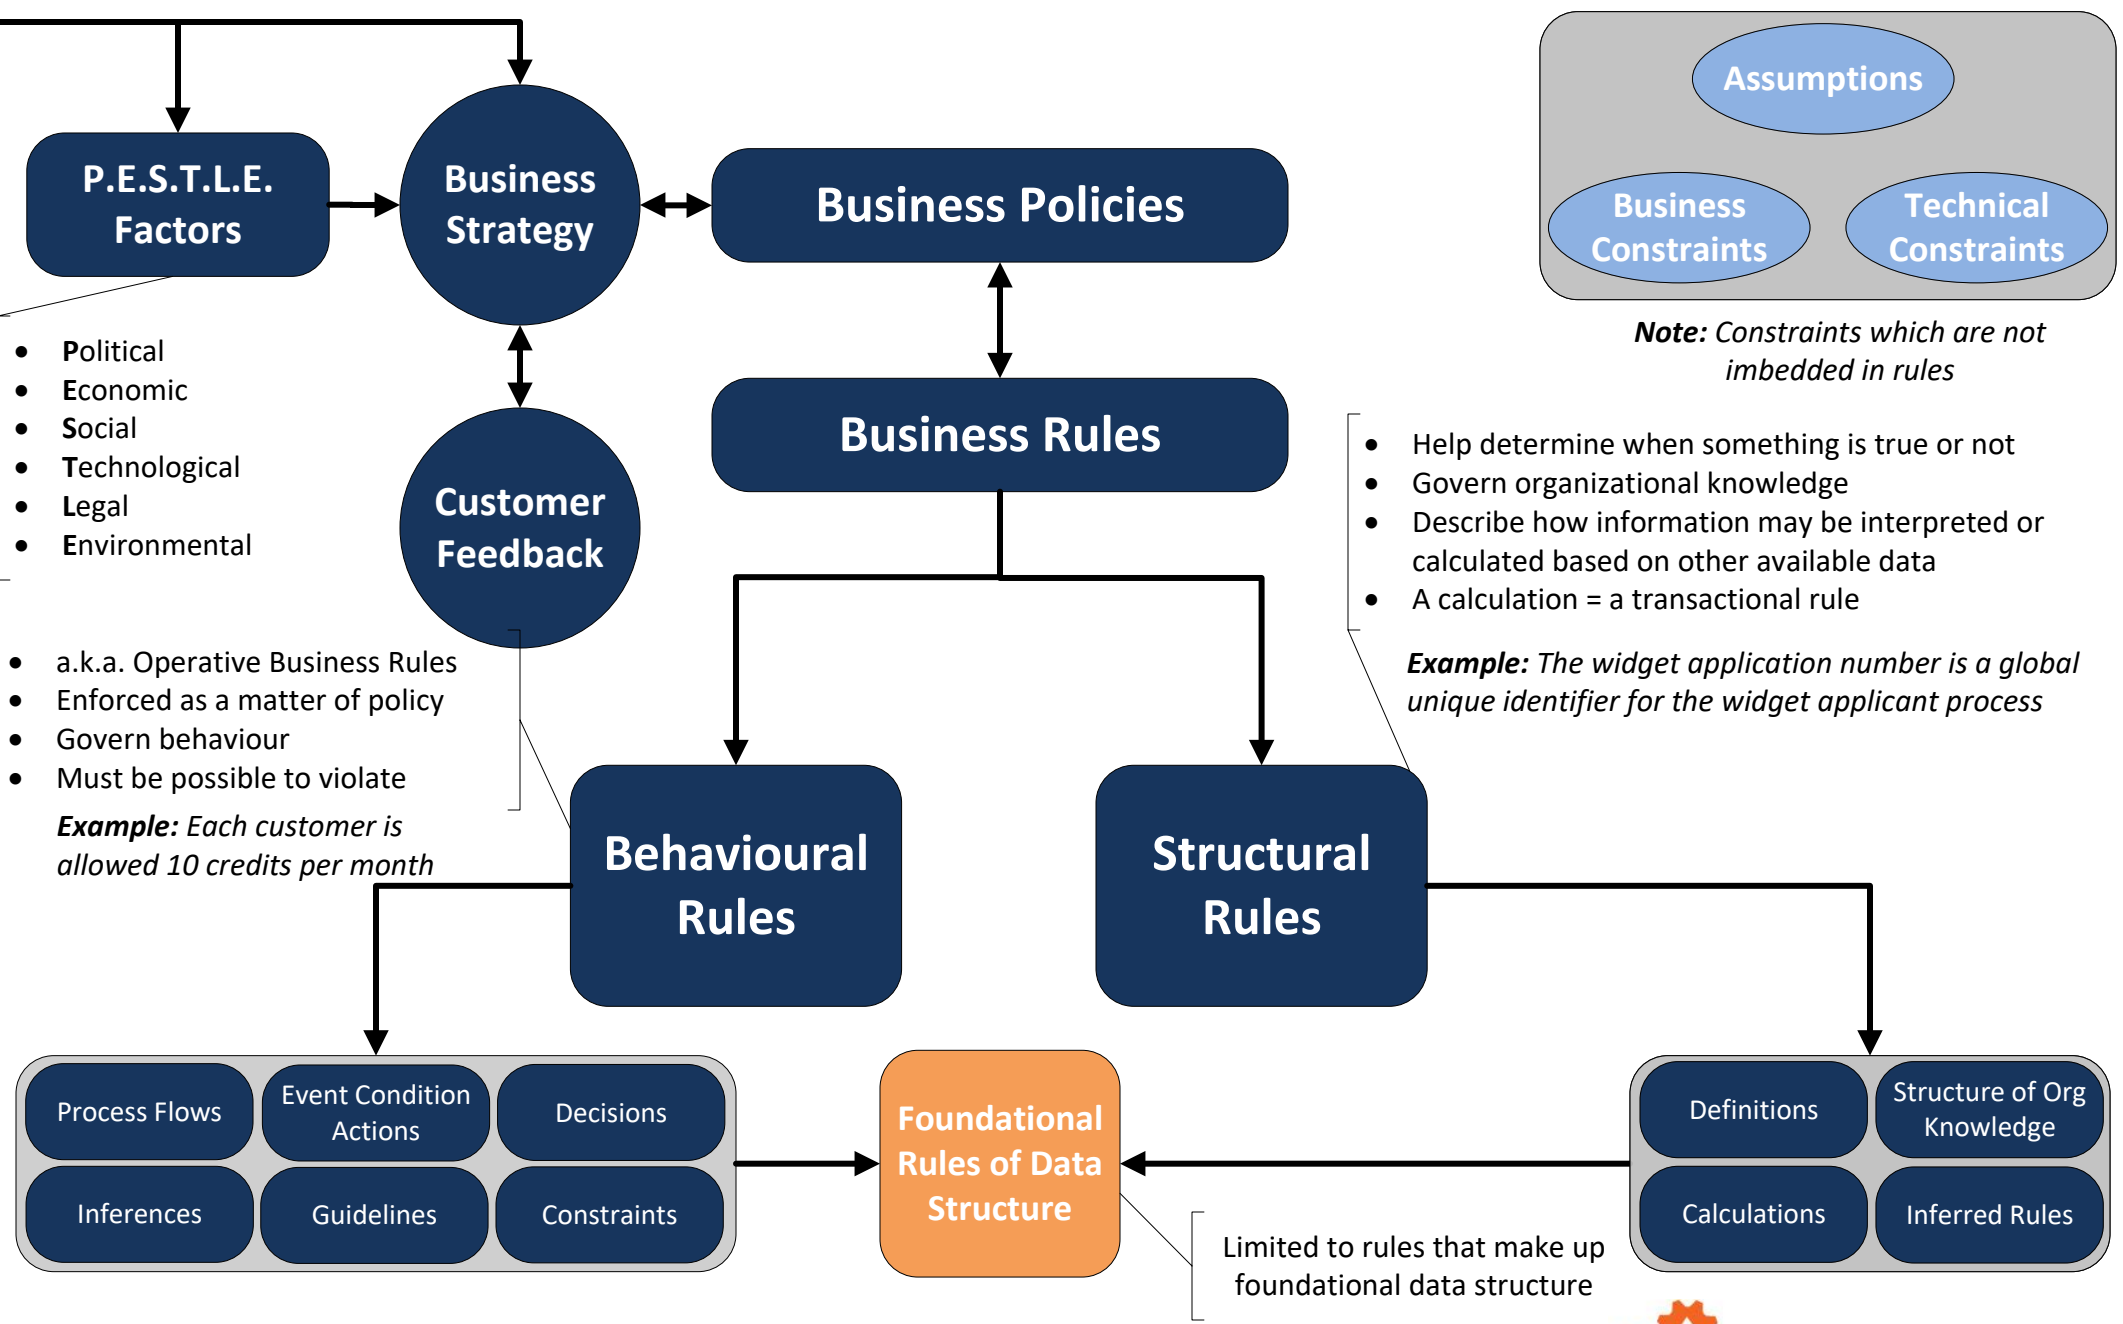 P.E.S.T.L.E.
Factors
Business
Strategy
Business Policies
Assumptions
Business
Constraints
Technical
Constraints
Note: Constraints which are not
imbedded in rules
• Political
• Economic
• Social
• Technological
• Legal
• Environmental
Customer
Feedback
Business Rules
• Help determine when something is true or not
• Govern organizational knowledge
• Describe how information may be interpreted or
calculated based on other available data
• A calculation = a transactional rule
Example: The widget application number is a global
unique identifier for the widget applicant process
• a.k.a. Operative Business Rules
• Enforced as a matter of policy
• Govern behaviour
• Must be possible to violate
Example: Each customer is
allowed 10 credits per month
Behavioural
Rules
Structural
Rules
Process Flows
Event Condition
Actions
Decisions
Inferences
Guidelines
Constraints
Foundational
Rules of Data
Structure
Definitions
Structure of Org
Knowledge
Calculations
Inferred Rules
Limited to rules that make up
foundational data structure